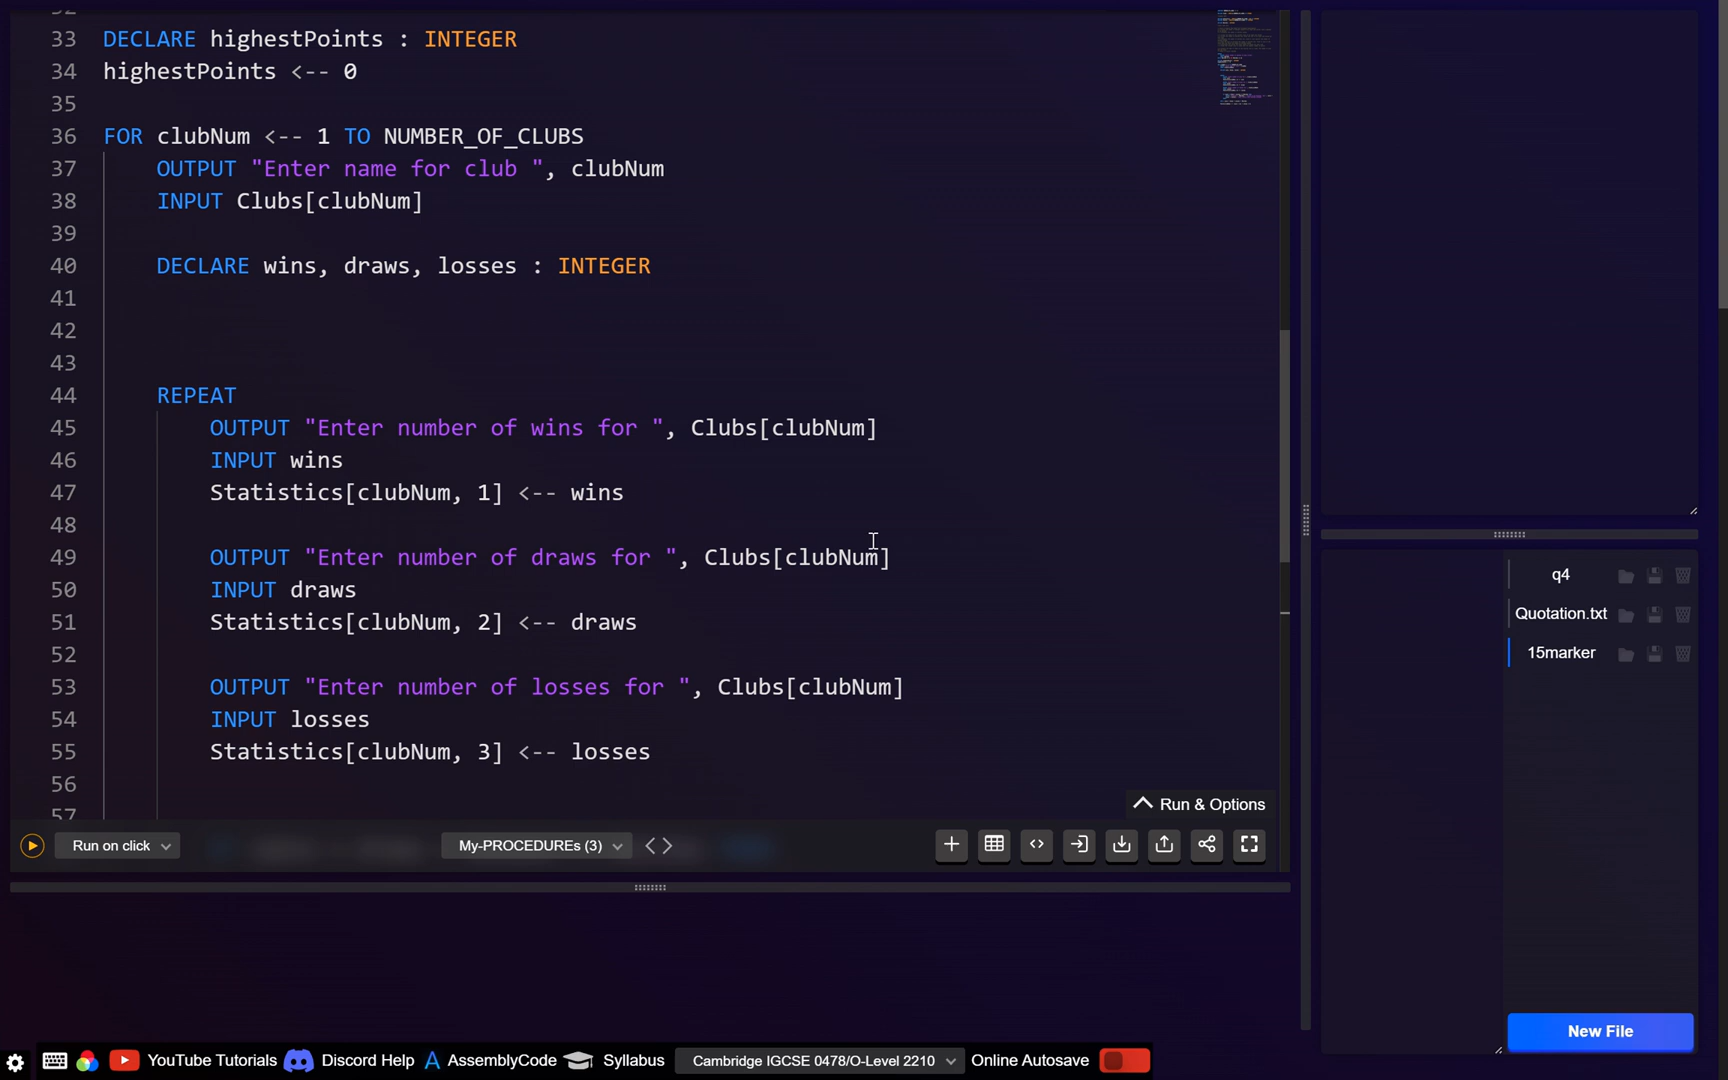 33 DECLARE highestPoints : INTEGER
34 highestPoints <-- 0
35
36 FOR clubNum <-- 1 TO NUMBER_OF_CLUBS
37 OUTPUT "Enter name for club ", clubNum
38 INPUT Clubs[clubNum]
39
40 DECLARE wins, draws, losses : INTEGER
41
42
43
44 REPEAT
45 OUTPUT "Enter number of wins for ", Clubs[clubNum]
46 INPUT wins
47 Statistics[clubNum, 1] <-- wins
48
49 OUTPUT "Enter number of draws for ", Clubs[clubNum]
50 INPUT draws
51 Statistics[clubNum, 2] <-- draws
52
53 OUTPUT "Enter number of losses for ", Clubs[clubNum]
54 INPUT losses
55 Statistics[clubNum, 3] <-- losses
56
57
Run & Options
Run on click
My-PROCEDUREs (3)
q4
Quotation.txt
15marker
New File
YouTube Tutorials Discord Help AssemblyCode Syllabus Cambridge IGCSE 0478/O-Level 2210 Online Autosave